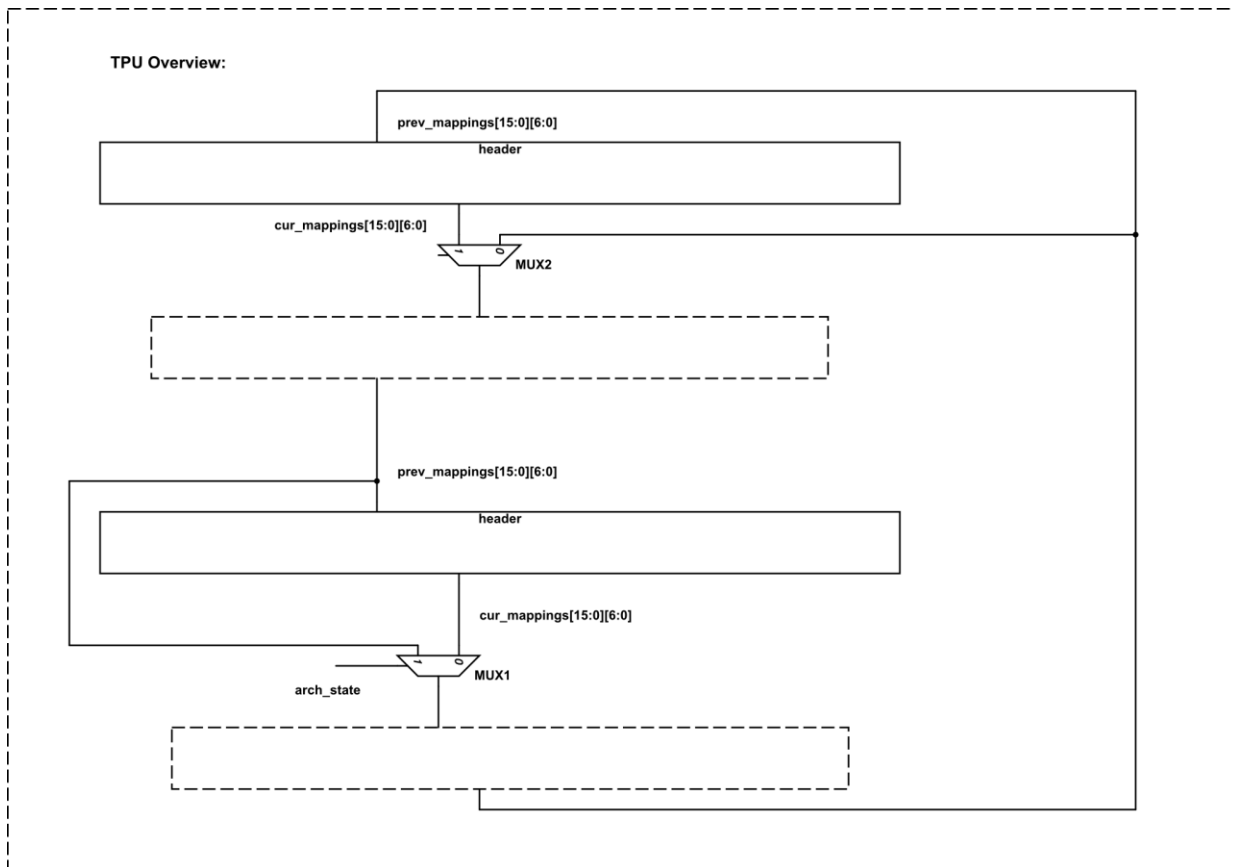 TPU Overview:
prev_mappings[15:0][6:0]
header
cur_mappings[15:0][6:0]
1
0
MUX2
prev_mappings[15:0][6:0]
header
cur_mappings[15:0][6:0]
1
0
MUX1
arch_state